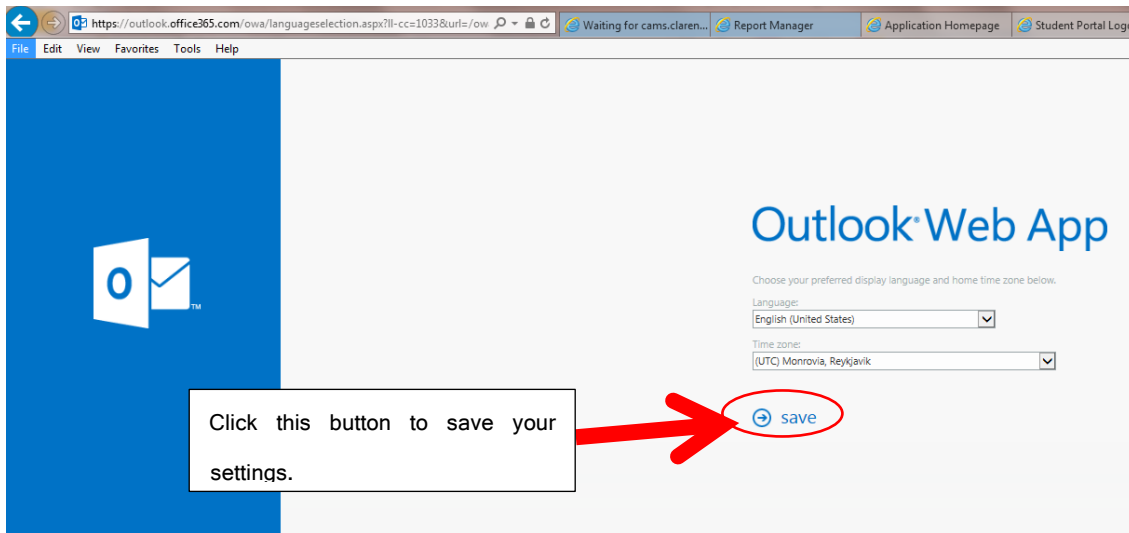 https://outlook.office365.com/owa/languageselection.aspx?ll-cc=1033&url=/ow
Waiting for cams.claren...
Report Manager
Application Homepage
Student Portal Logo
File Edit View Favorites Tools Help
Outlook® Web App
Choose your preferred display language and home time zone below.
Language:
English (United States)
Time zone:
(UTC) Monrovia, Reykjavik
save
O
TM
Click this button to save your
settings.